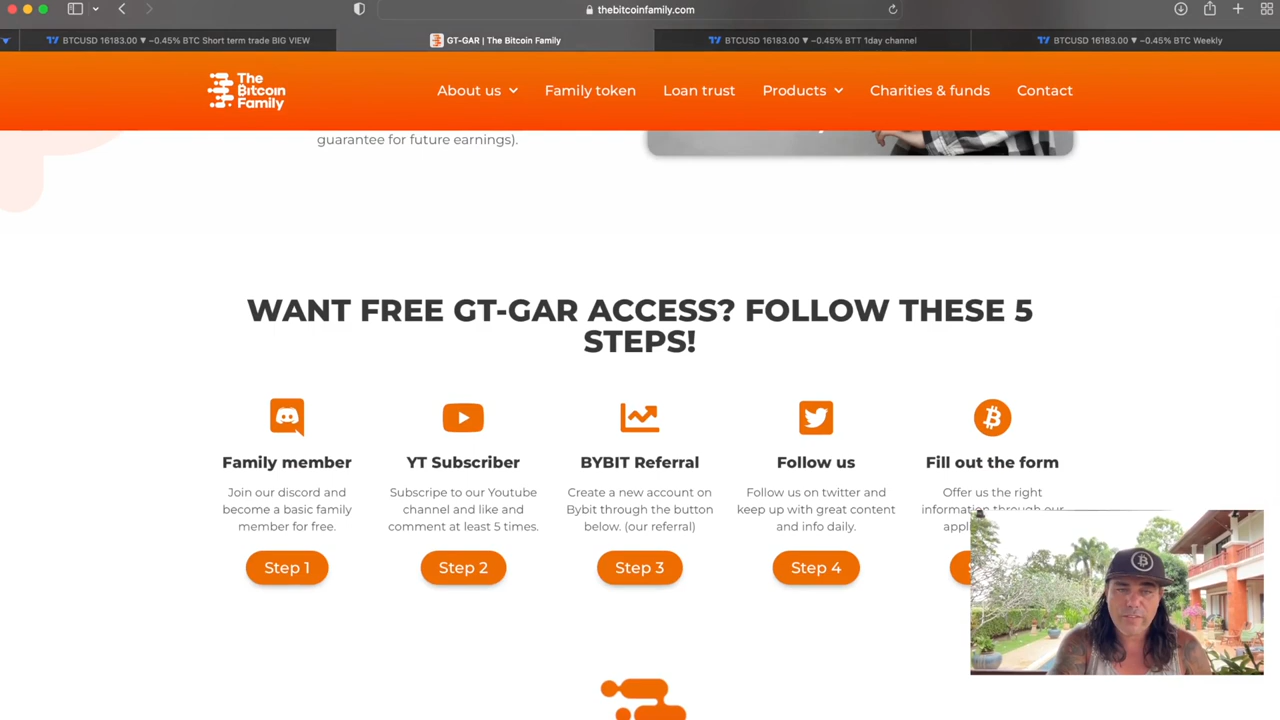 thebitcoinfamily.com
BTCUSD 16183.00 ▼ −0.45% BTC Short term trade BIG VIEW
GT-GAR | The Bitcoin Family
BTCUSD 16183.00 ▼ −0.45% BTT 1day channel
BTCUSD 16183.00 ▼ −0.45% BTC Weekly
The
Bitcoin
Family
About us
Family token
Loan trust
Products
Charities & funds
Contact
guarantee for future earnings).
WANT FREE GT-GAR ACCESS? FOLLOW THESE 5
STEPS!
Family member
Join our discord and
become a basic family
member for free.
Step 1
YT Subscriber
Subscripe to our Youtube
channel and like and
comment at least 5 times.
Step 2
BYBIT Referral
Create a new account on
Bybit through the button
below. (our referral)
Step 3
Follow us
Follow us on twitter and
keep up with great content
and info daily.
Step 4
Fill out the form
Offer us the right
information through our